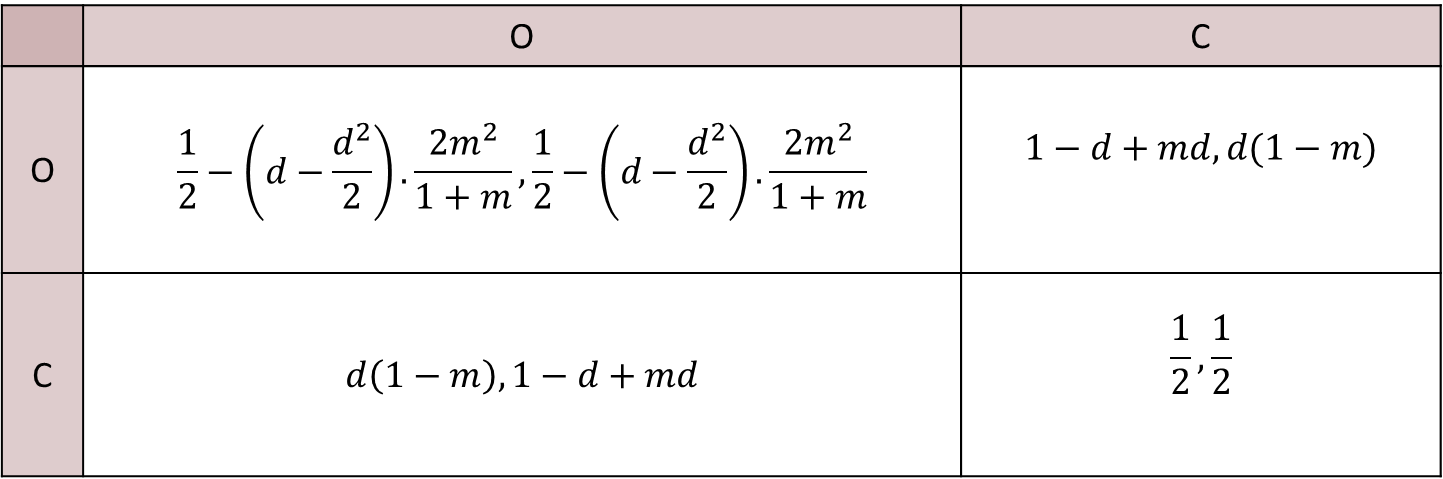 O C
O 1/2 − (d − d²/2) . 2m²/(1 + m) , 1/2 − (d − d²/2) . 2m²/(1 + m) 1 − d + md, d(1 − m)
C d(1 − m), 1 − d + md 1/2 , 1/2